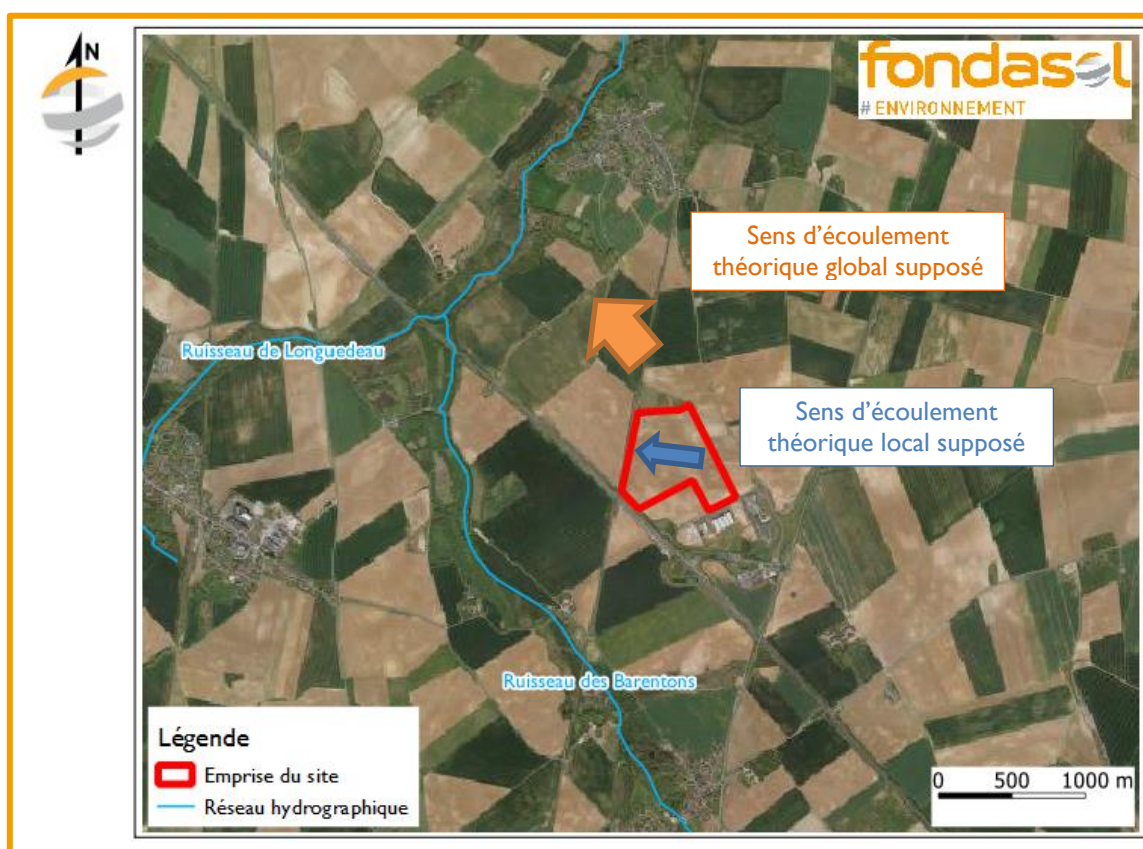 N
fondasol
# ENVIRONNEMENT
Sens d'écoulement
théorique global supposé
Ruisseau de Longuedeau
Sens d'écoulement
théorique local supposé
Ruisseau des Barentons
Légende
Emprise du site
Réseau hydrographique
0 500 1000 m